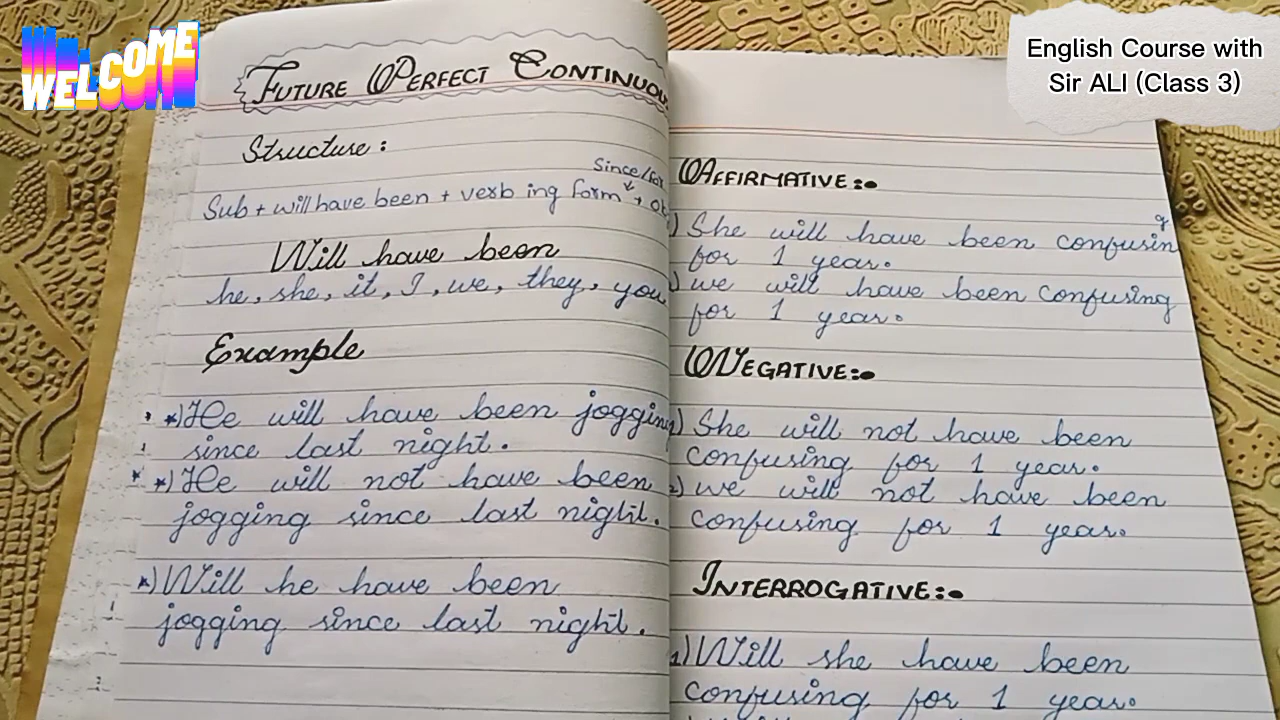 WELCOME
English Course with
Sir ALI (Class 3)
FUTURE PERFECT CONTINUOU
Structure:
Since/for
Sub + will have been + verb ing form +
Will have been
he, she, it, I, we, they, you
Example
*) He will have been jogging
since last night.
*) He will not have been
jogging since last night.
*) Will he have been
jogging since last night.
AFFIRMATIVE:
1) She will have been confusing
for 1 year.
2) we will have been confusing
for 1 year.
NEGATIVE:
1) She will not have been
confusing for 1 year.
2) we will not have been
confusing for 1 year.
INTERROGATIVE:
1) Will she have been
confusing for 1 year.